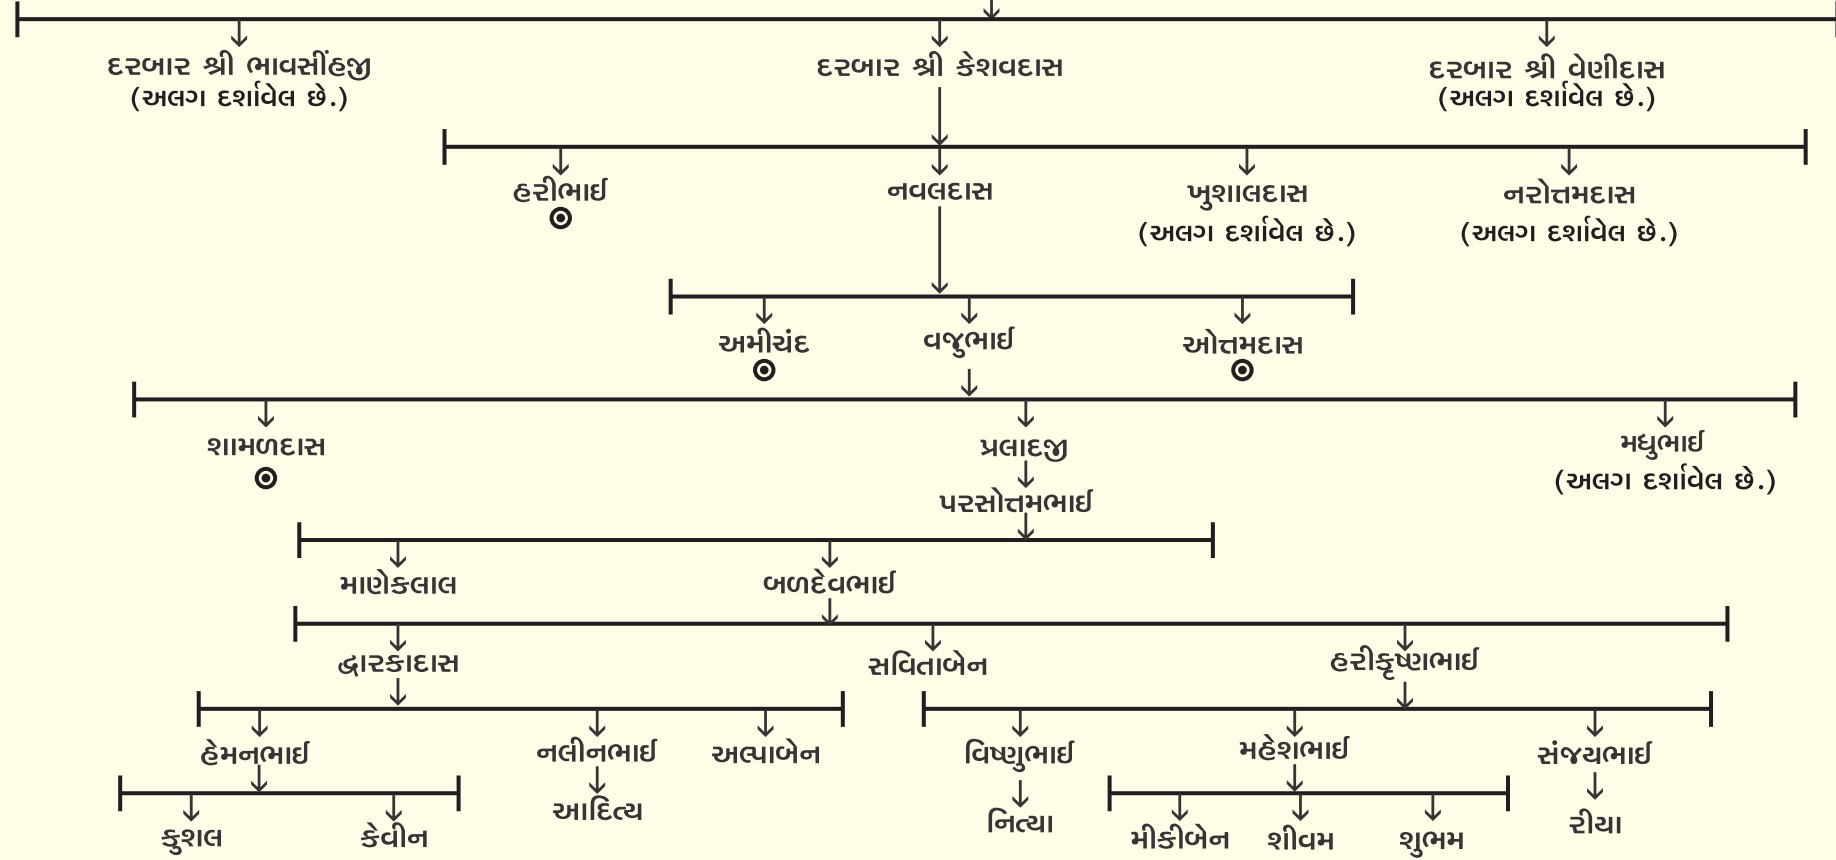 દરબાર શ્રી ભાવસીંહજી
દરબાર શ્રી કેશવદાસ
દરબાર શ્રી વેણીદાસ
(અલગ દર્શાવેલ છે.)
(અલગ દર્શાવેલ છે.)
હરીભાઈ
નવલદાસ
ખુશાલદાસ
નરોત્તમદાસ
(અલગ દર્શાવેલ છે.)
(અલગ દર્શાવેલ છે.)
અમીચંદ
વજુભાઈ
ઓત્તમદાસ
શામળદાસ
પ્રલાદજી
મધુભાઈ
(અલગ દર્શાવેલ છે.)
પરસોત્તમભાઈ
માણેકલાલ
બળદેવભાઈ
દ્વારકાદાસ
સવિતાબેન
હરીકૃષ્ણભાઈ
હેમનભાઈ
નલીનભાઈ
અલ્પાબેન
વિષ્ણુભાઈ
મહેશભાઈ
સંજયભાઈ
કુશલ
કેવીન
આદિત્ય
નિત્યા
મીકીબેન
શીવમ
શુભમ
રીયા